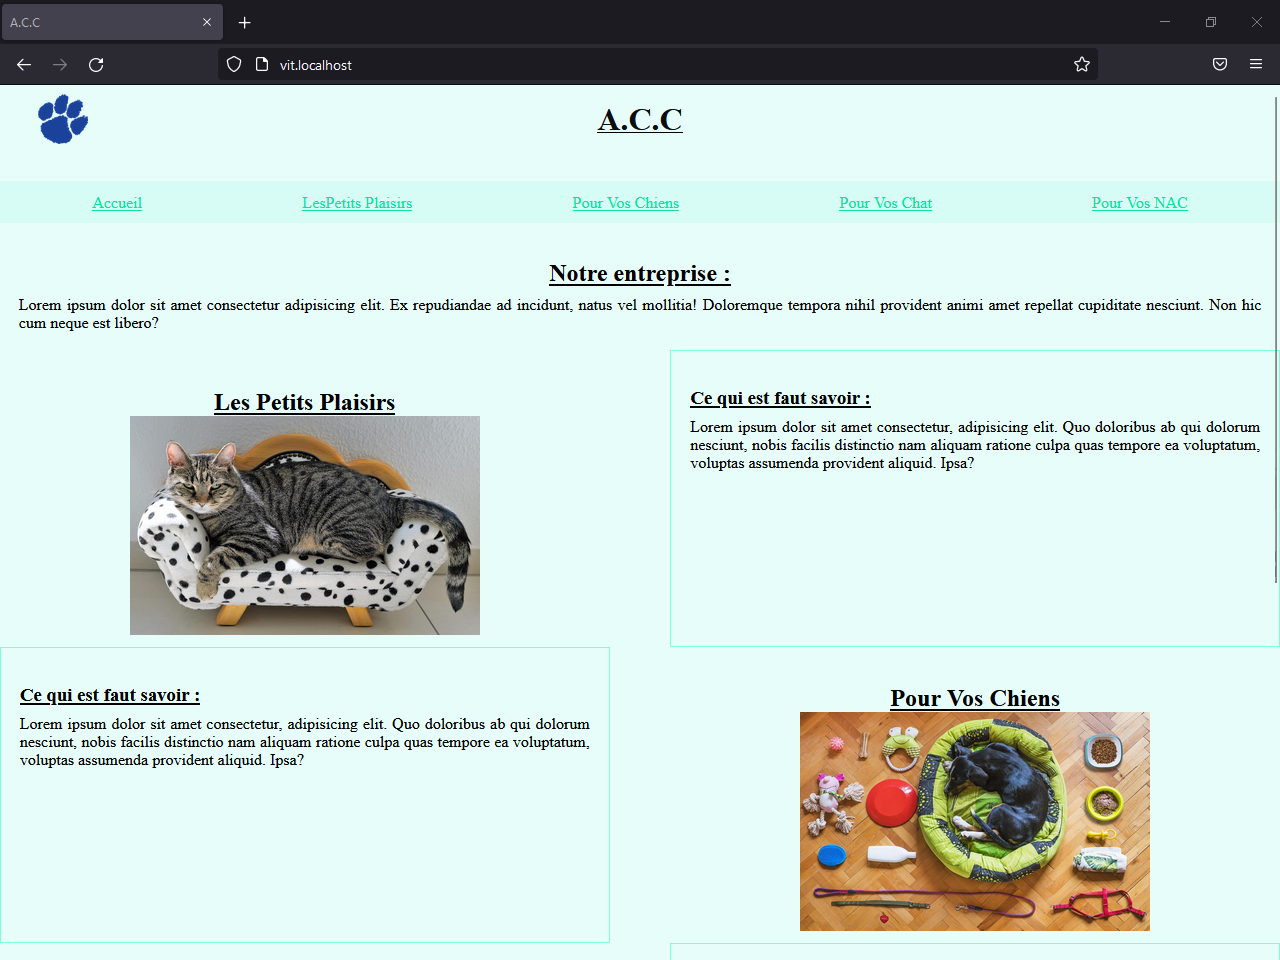 A.C.C
vit.localhost
A.C.C
Accueil LesPetits Plaisirs Pour Vos Chiens Pour Vos Chat Pour Vos NAC
Notre entreprise :
Lorem ipsum dolor sit amet consectetur adipisicing elit. Ex repudiandae ad incidunt, natus vel mollitia! Doloremque tempora nihil provident animi amet repellat cupiditate nesciunt. Non hic
cum neque est libero?
Les Petits Plaisirs
Ce qui est faut savoir :
Lorem ipsum dolor sit amet consectetur, adipisicing elit. Quo doloribus ab qui dolorum
nesciunt, nobis facilis distinctio nam aliquam ratione culpa quas tempore ea voluptatum,
voluptas assumenda provident aliquid. Ipsa?
Ce qui est faut savoir :
Lorem ipsum dolor sit amet consectetur, adipisicing elit. Quo doloribus ab qui dolorum
nesciunt, nobis facilis distinctio nam aliquam ratione culpa quas tempore ea voluptatum,
voluptas assumenda provident aliquid. Ipsa?
Pour Vos Chiens